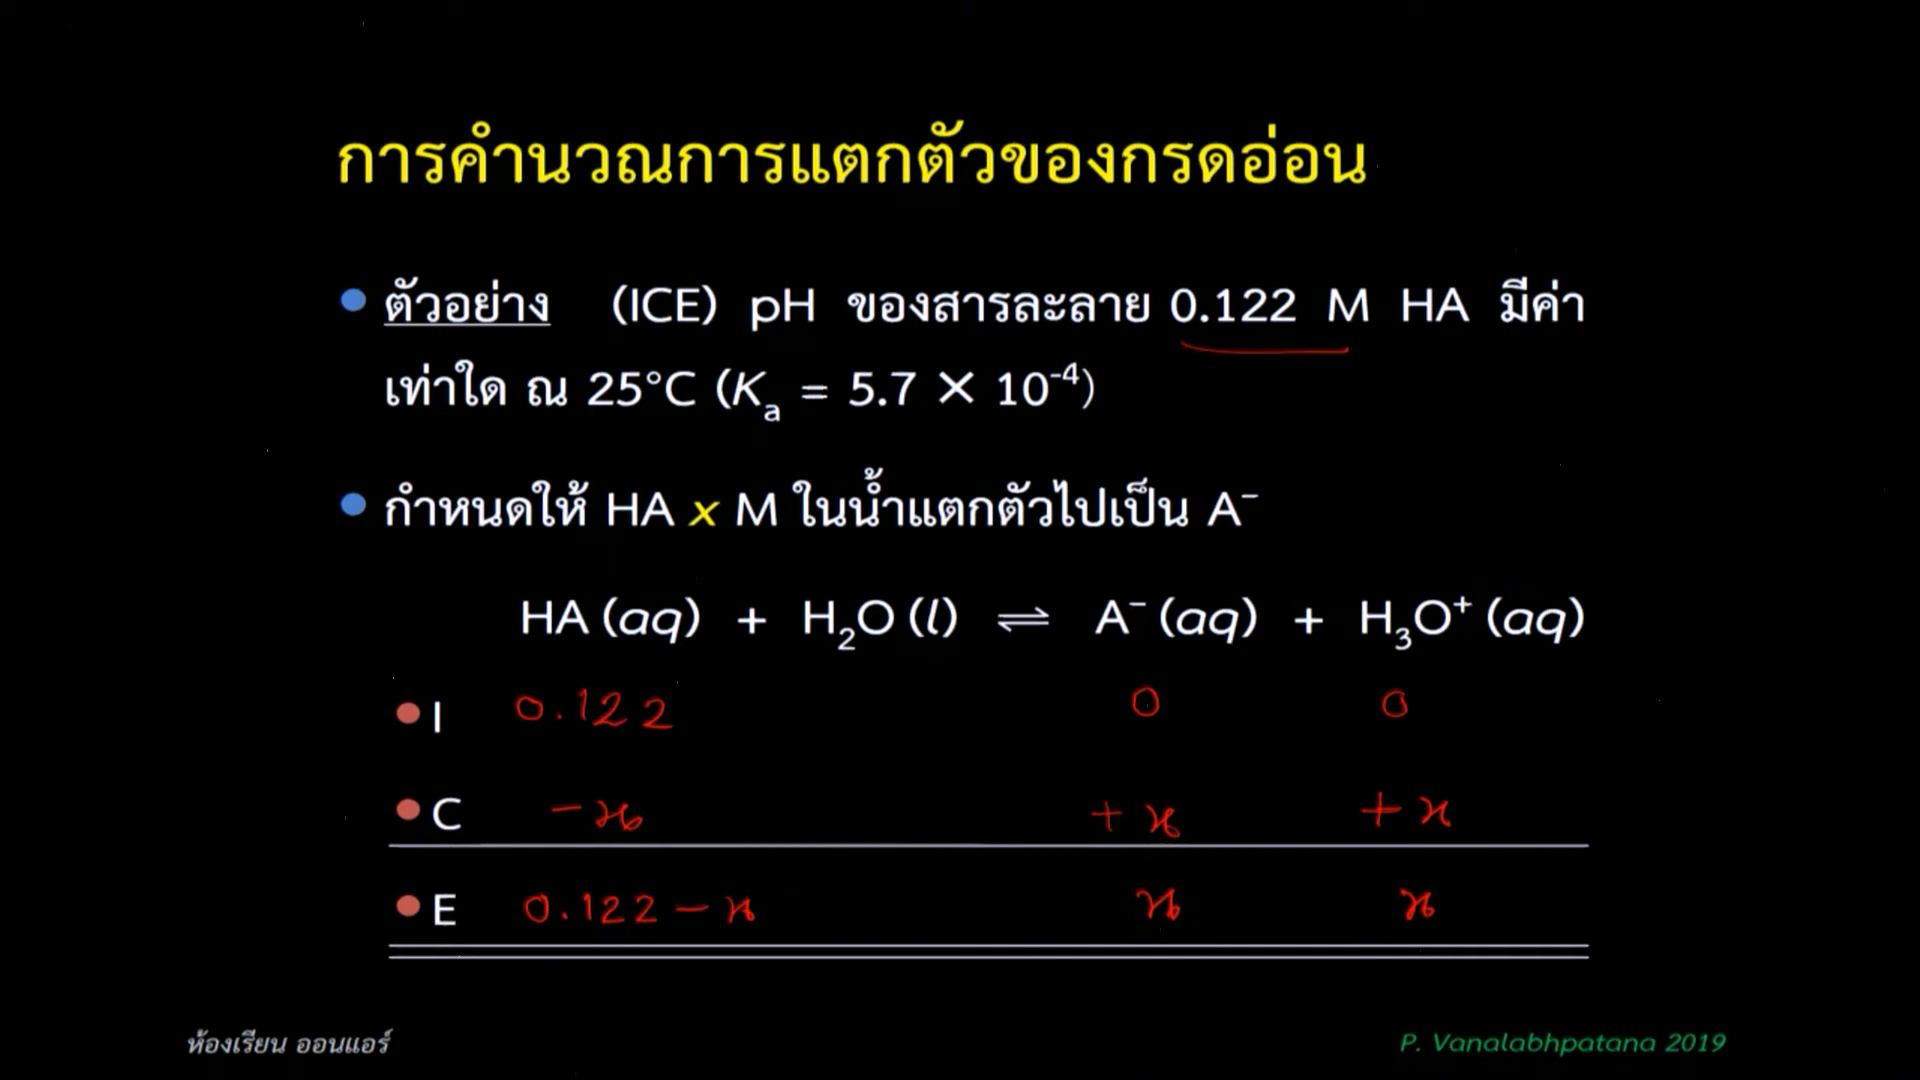 การคำนวณการแตกตัวของกรดอ่อน
ตัวอย่าง (ICE) pH ของสารละลาย 0.122 M HA มีค่า
เท่าใด ณ 25°C (Kₐ = 5.7 × 10⁻⁴)
กำหนดให้ HA x M ในน้ำแตกตัวไปเป็น A⁻
HA (aq) + H₂O (l) ⇌ A⁻ (aq) + H₃O⁺ (aq)
I 0.122 0 0
C − x + x + x
E 0.122 − x x x
ห้องเรียน ออนแอร์ P. Vanalabhpatana 2019